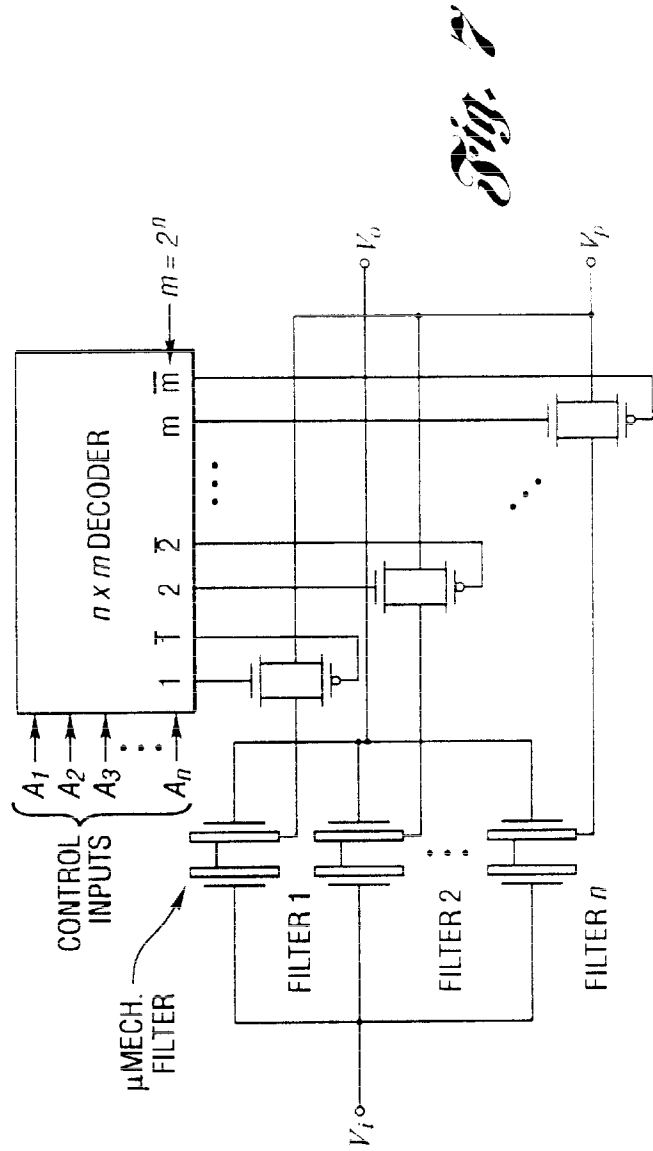 CONTROL
INPUTS
A1
A2
A3
An
n x m DECODER
m = 2^n
1 1̅ 2 2̅ m m̅
μMECH.
FILTER
FILTER 1
FILTER 2
FILTER n
Vi
Vo
Vp
Fig. 7